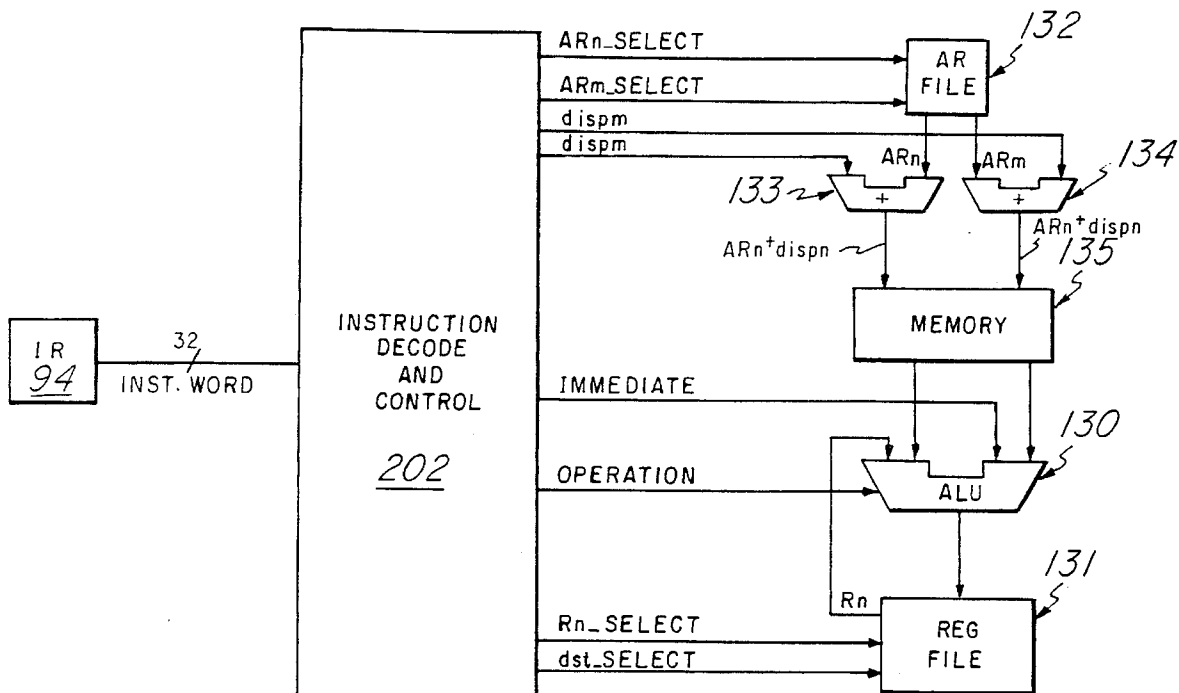 ARn_SELECT
132
AR
FILE
ARm_SELECT
dispm
dispm
ARn
ARm
134
133
+
+
ARn+dispn
ARn+dispn
135
MEMORY
INSTRUCTION
DECODE
AND
CONTROL
202
32
IR
94
INST. WORD
IMMEDIATE
130
OPERATION
ALU
131
Rn
Rn_SELECT
REG
FILE
dst_SELECT